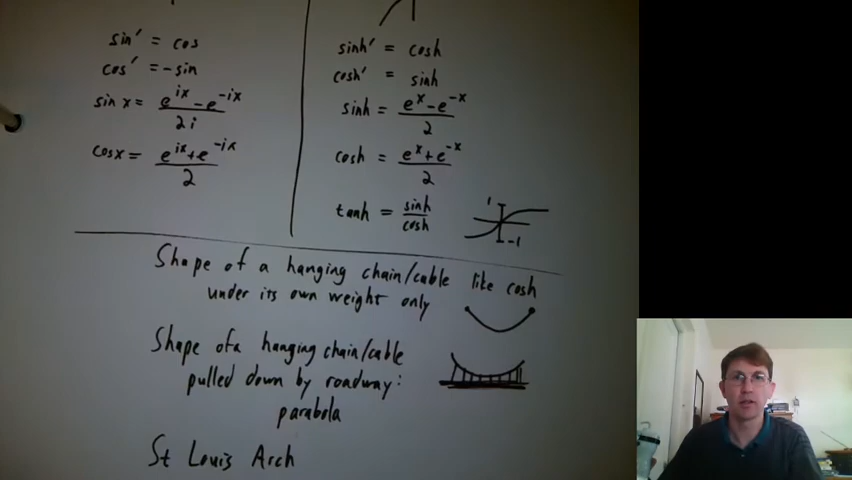 sin' = cos
cos' = -sin
sin x = (e^{ix} - e^{-ix}) / 2i
cos x = (e^{ix} + e^{-ix}) / 2
sinh' = cosh
cosh' = sinh
sinh = (e^x - e^{-x}) / 2
cosh = (e^x + e^{-x}) / 2
tanh = sinh / cosh
1
-1
Shape of a hanging chain/cable like cosh
under its own weight only
Shape of a hanging chain/cable
pulled down by roadway:
parabola
St Louis Arch